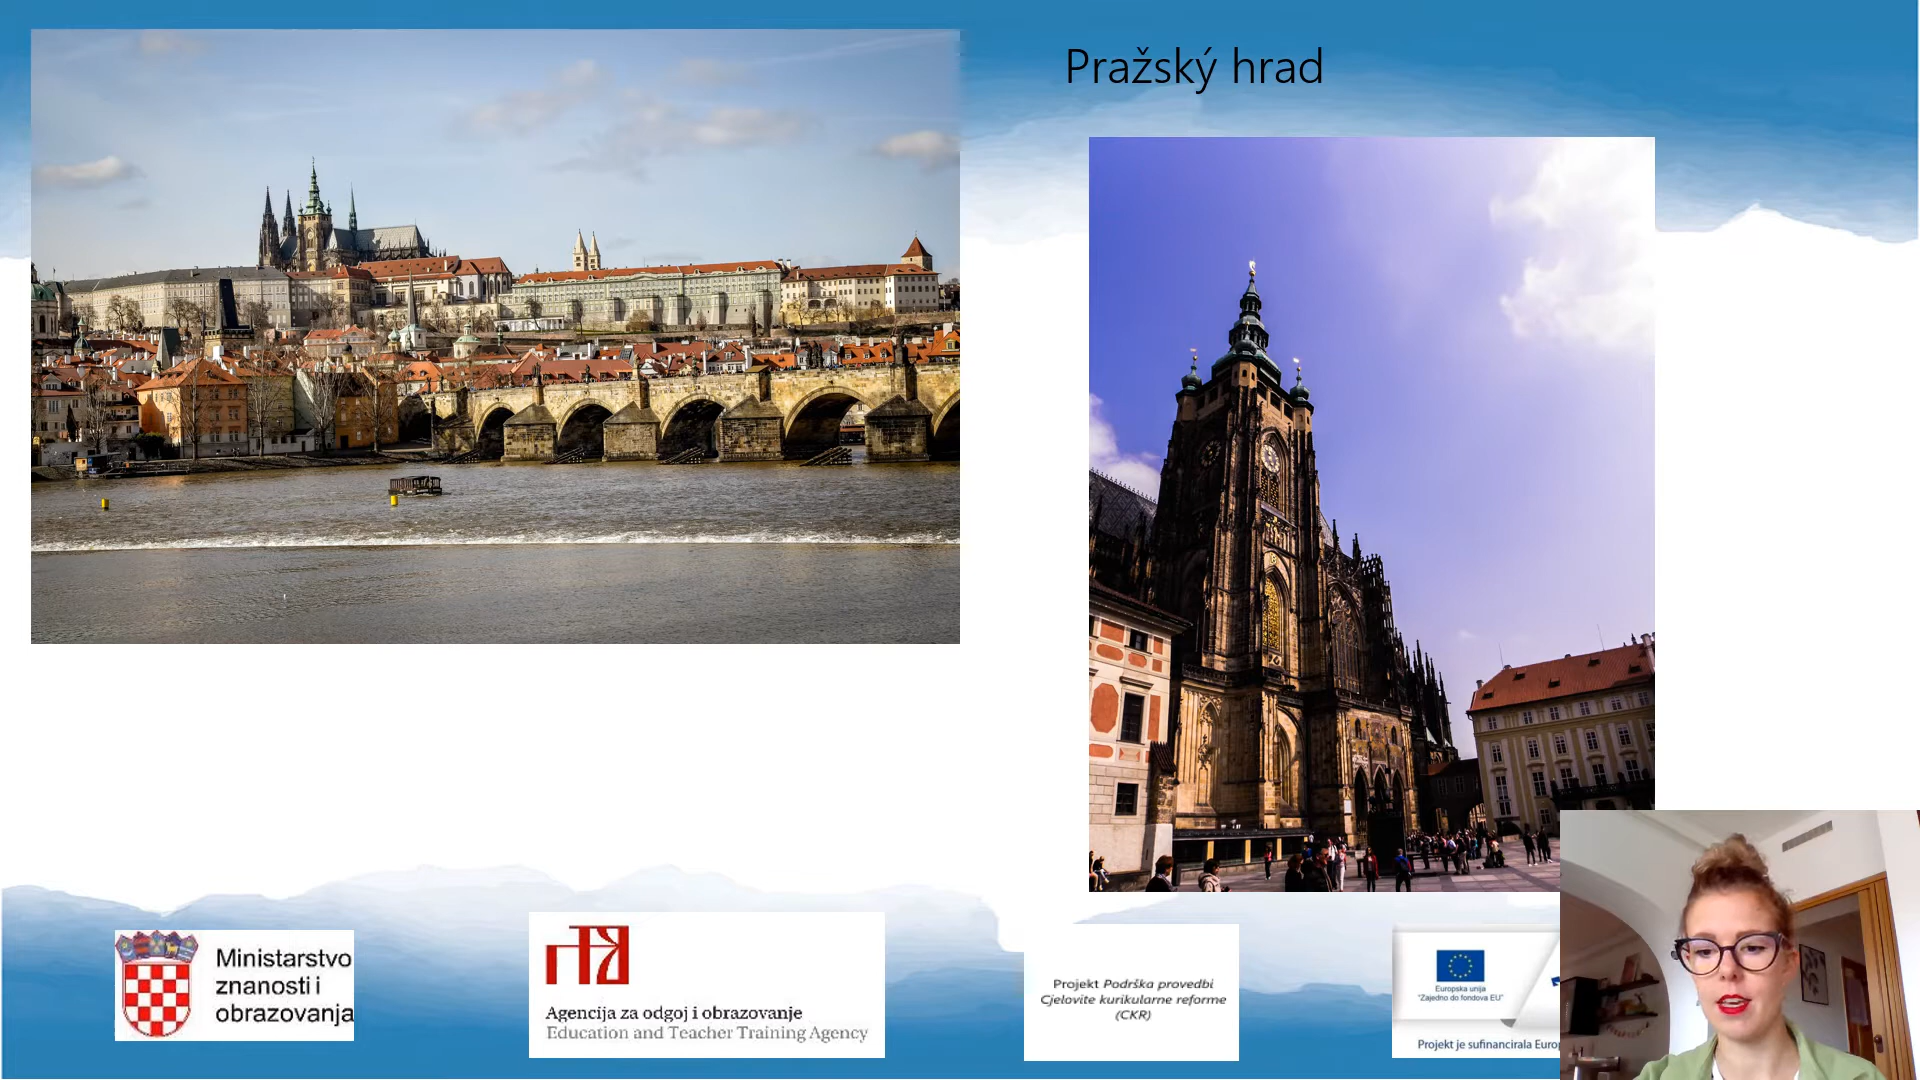 Pražský hrad
Ministarstvo
znanosti i
obrazovanja
Agencija za odgoj i obrazovanje
Education and Teacher Training Agency
Projekt Podrška provedbi
Cjelovite kurikularne reforme
(CKR)
Europska unija
"Zajedno do fondova EU"
Projekt je sufinancirala Europ